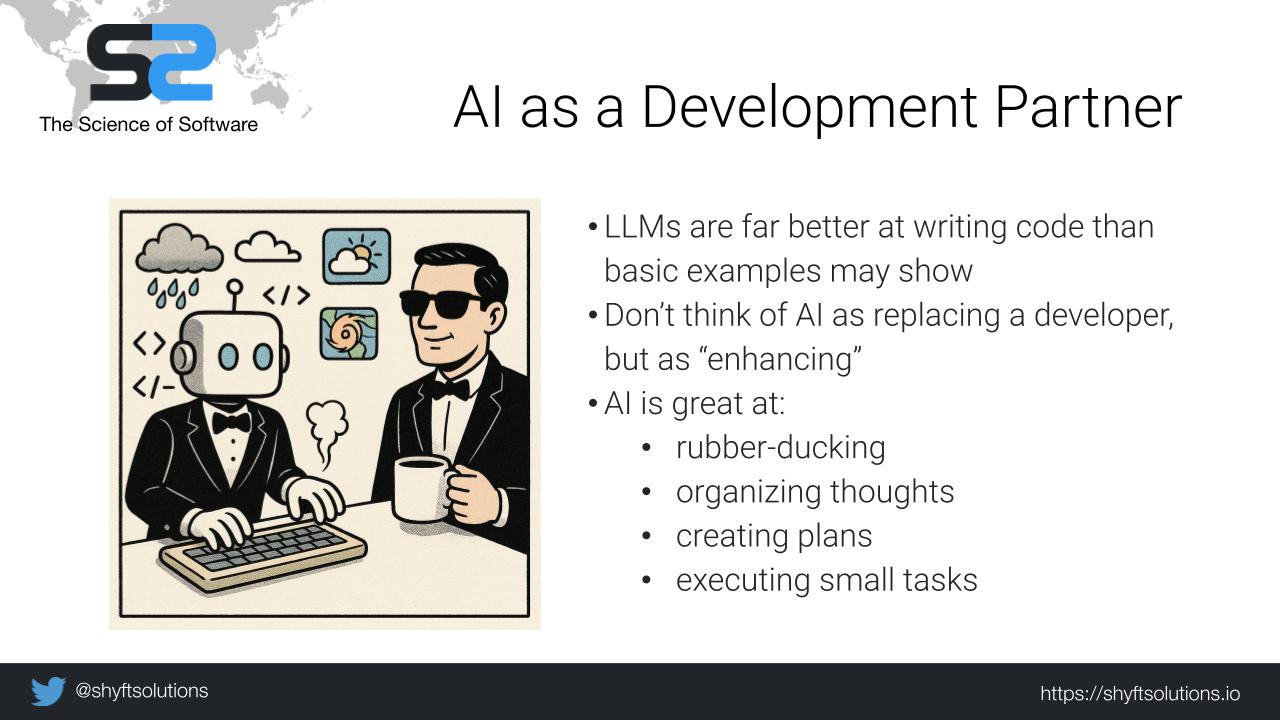 S2
The Science of Software
AI as a Development Partner
</>
<>
</-
• LLMs are far better at writing code than
basic examples may show
• Don’t think of AI as replacing a developer,
but as “enhancing”
• AI is great at:
• rubber-ducking
• organizing thoughts
• creating plans
• executing small tasks
@shyftsolutions
https://shyftsolutions.io